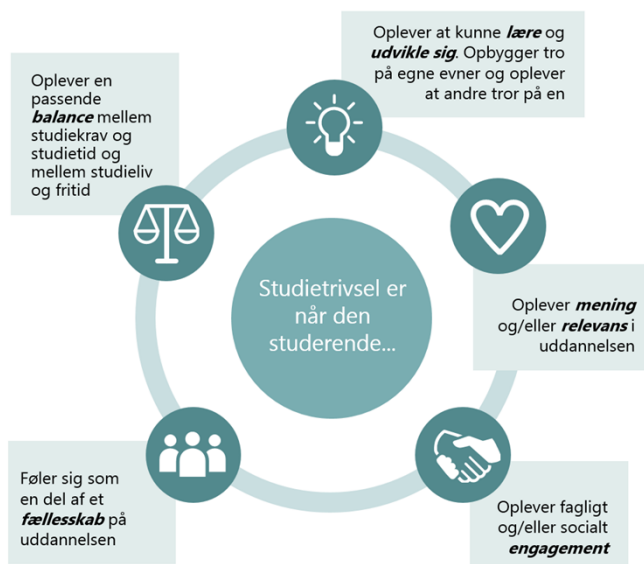 Oplever at kunne lære og
udvikle sig. Opbygger tro
på egne evner og oplever
at andre tror på en
Oplever en
passende
balance mellem
studiekrav og
studietid og
mellem studieliv
og fritid
Studietrivsel er
når den
studerende...
Oplever mening
og/eller relevans i
uddannelsen
Føler sig som
en del af et
fællesskab på
uddannelsen
Oplever fagligt
og/eller socialt
engagement